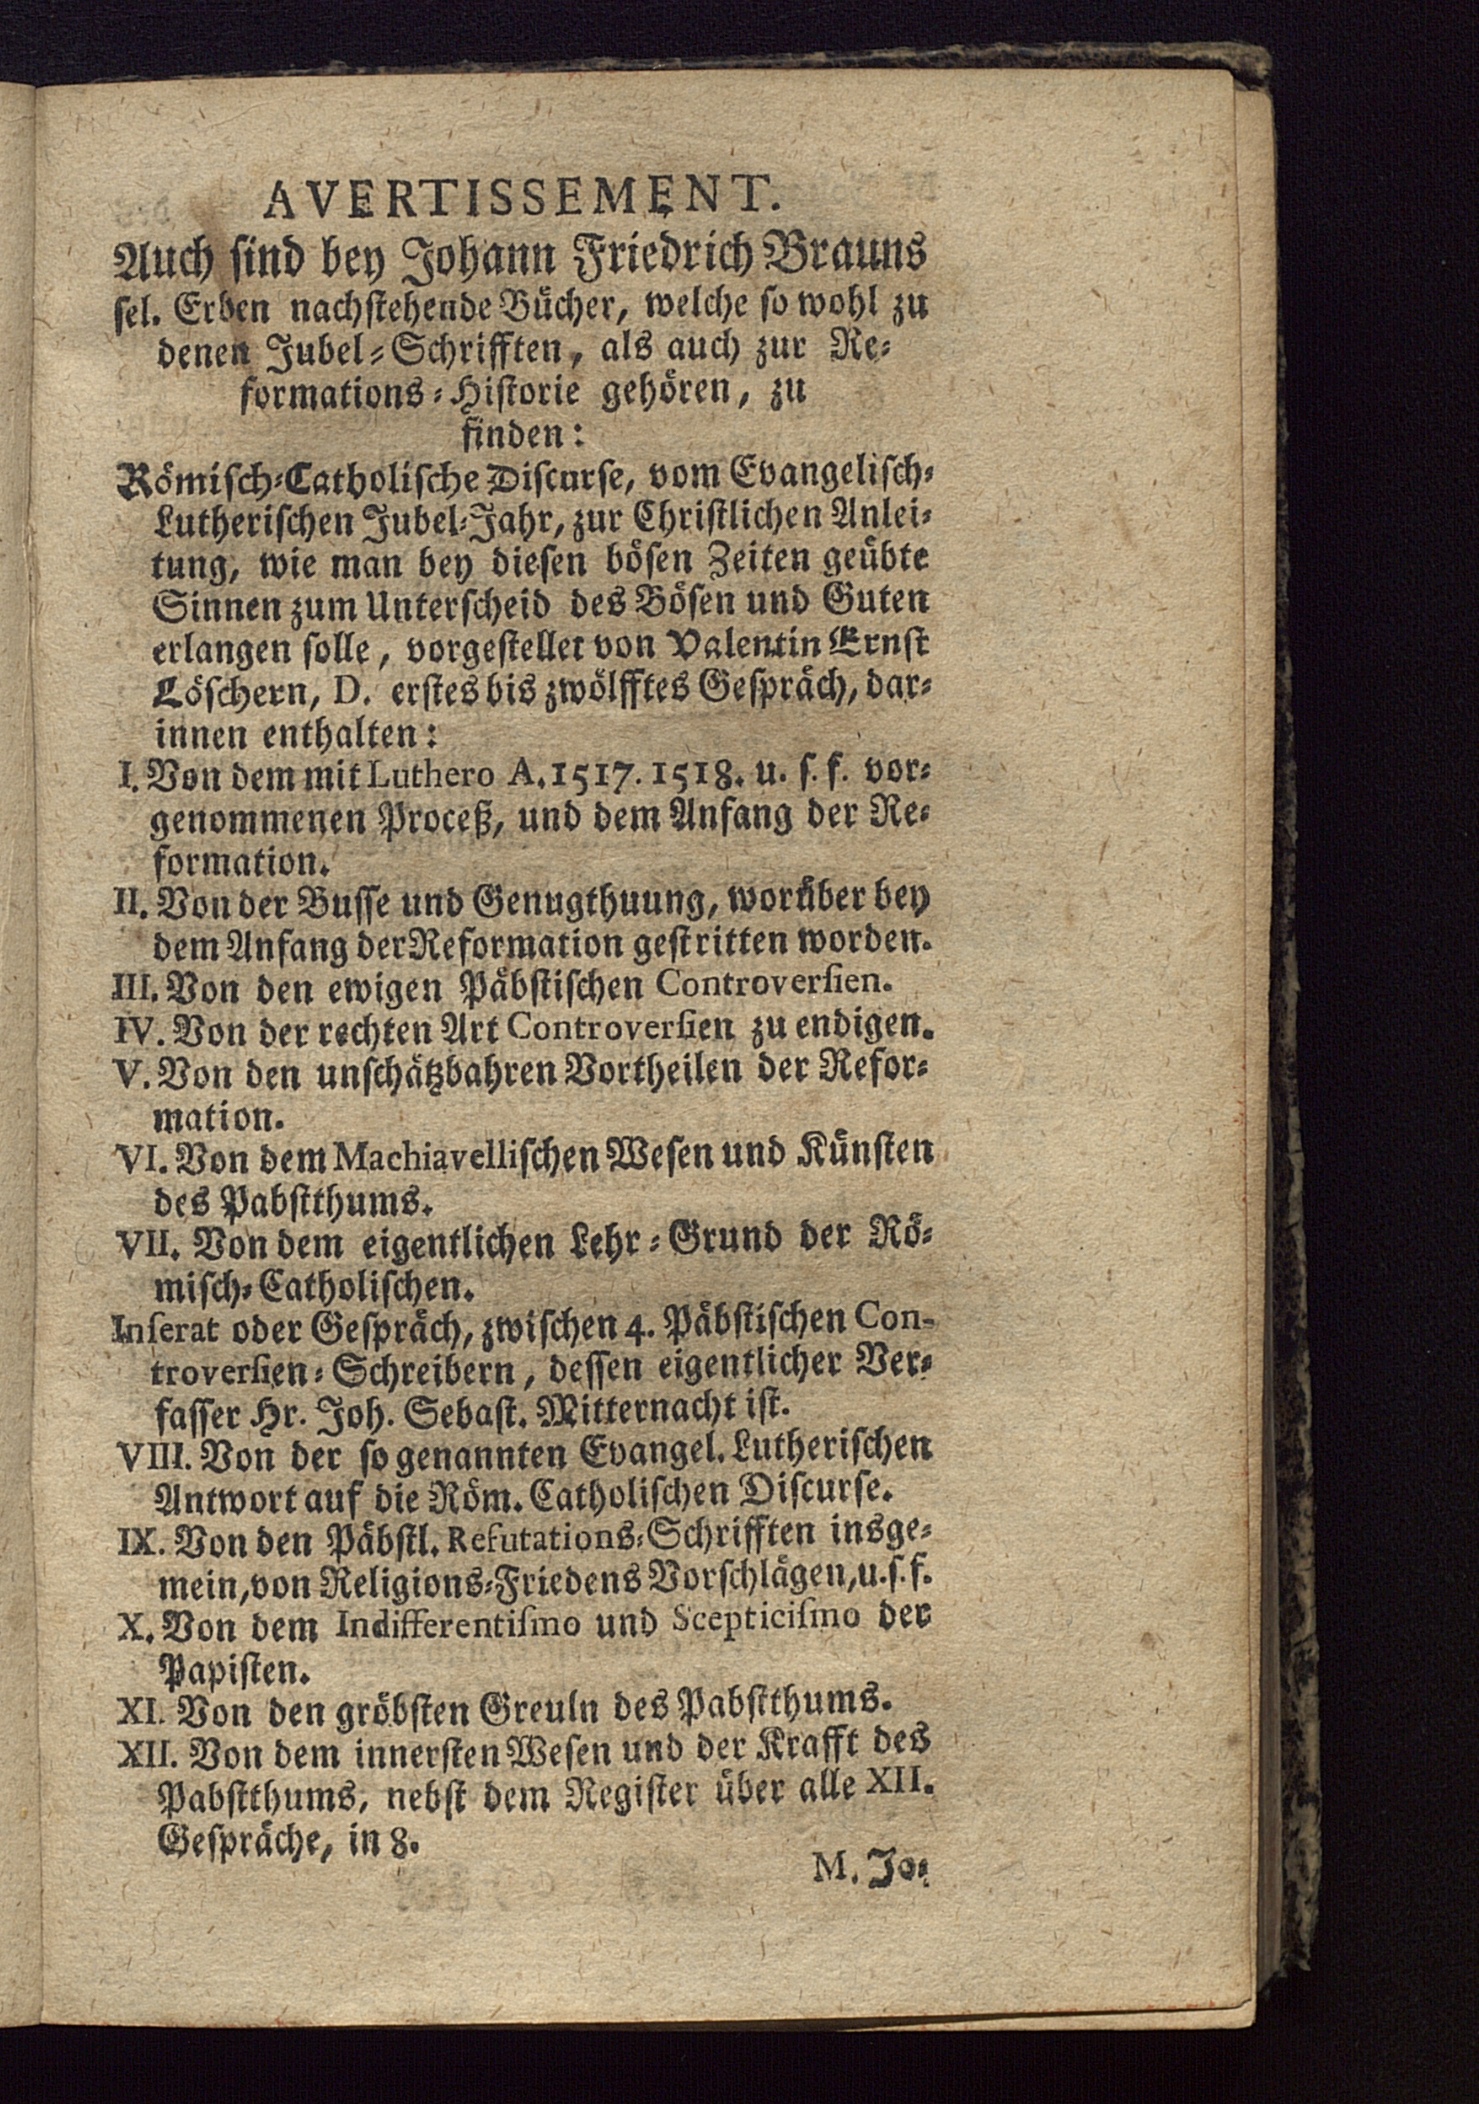 AVERTISSEMENT.
Auch sind bey Johann Friedrich Brauns
sel. Erben nachstehende Bücher, welche so wohl zu
denen Jubel-Schrifften, als auch zur Re-
formations-Historie gehören, zu
finden:
Römisch-Catholische Discurse, vom Evangelisch-
Lutherischen Jubel-Jahr, zur Christlichen Anlei-
tung, wie man bey diesen bösen Zeiten geübte
Sinnen zum Unterscheid des Bösen und Guten
erlangen solle, vorgestellet von Valentin Ernst
Löschern, D. erstes bis zwölfftes Gespräch, dar-
innen enthalten:
I. Von dem mit Luthero A. 1517. 1518. u. s. f. vor-
genommenen Proceß, und dem Anfang der Re-
formation.
II. Von der Busse und Genugthuung, worüber bey
dem Anfang der Reformation gestritten worden.
III. Von den ewigen Päbstischen Controversien.
IV. Von der rechten Art Controversien zu endigen.
V. Von den unschätzbahren Vortheilen der Refor-
mation.
VI. Von dem Machiavellischen Wesen und Künsten
des Pabstthums.
VII. Von dem eigentlichen Lehr-Grund der Rö-
misch-Catholischen.
Inserat oder Gespräch, zwischen 4. Päbstischen Con-
troversien-Schreibern, dessen eigentlicher Ver-
fasser Hr. Joh. Sebast. Mitternacht ist.
VIII. Von der so genannten Evangel. Lutherischen
Antwort auf die Röm. Catholischen Discurse.
IX. Von den Päbstl. Refutations-Schrifften insge-
mein, von Religions-Friedens Vorschlägen, u. s. f.
X. Von dem Indifferentismo und Scepticismo der
Papisten.
XI. Von den gröbsten Greuln des Pabstthums.
XII. Von dem innersten Wesen und der Krafft des
Pabstthums, nebst dem Register über alle XII.
Gespräche, in 8.
M. Jo-